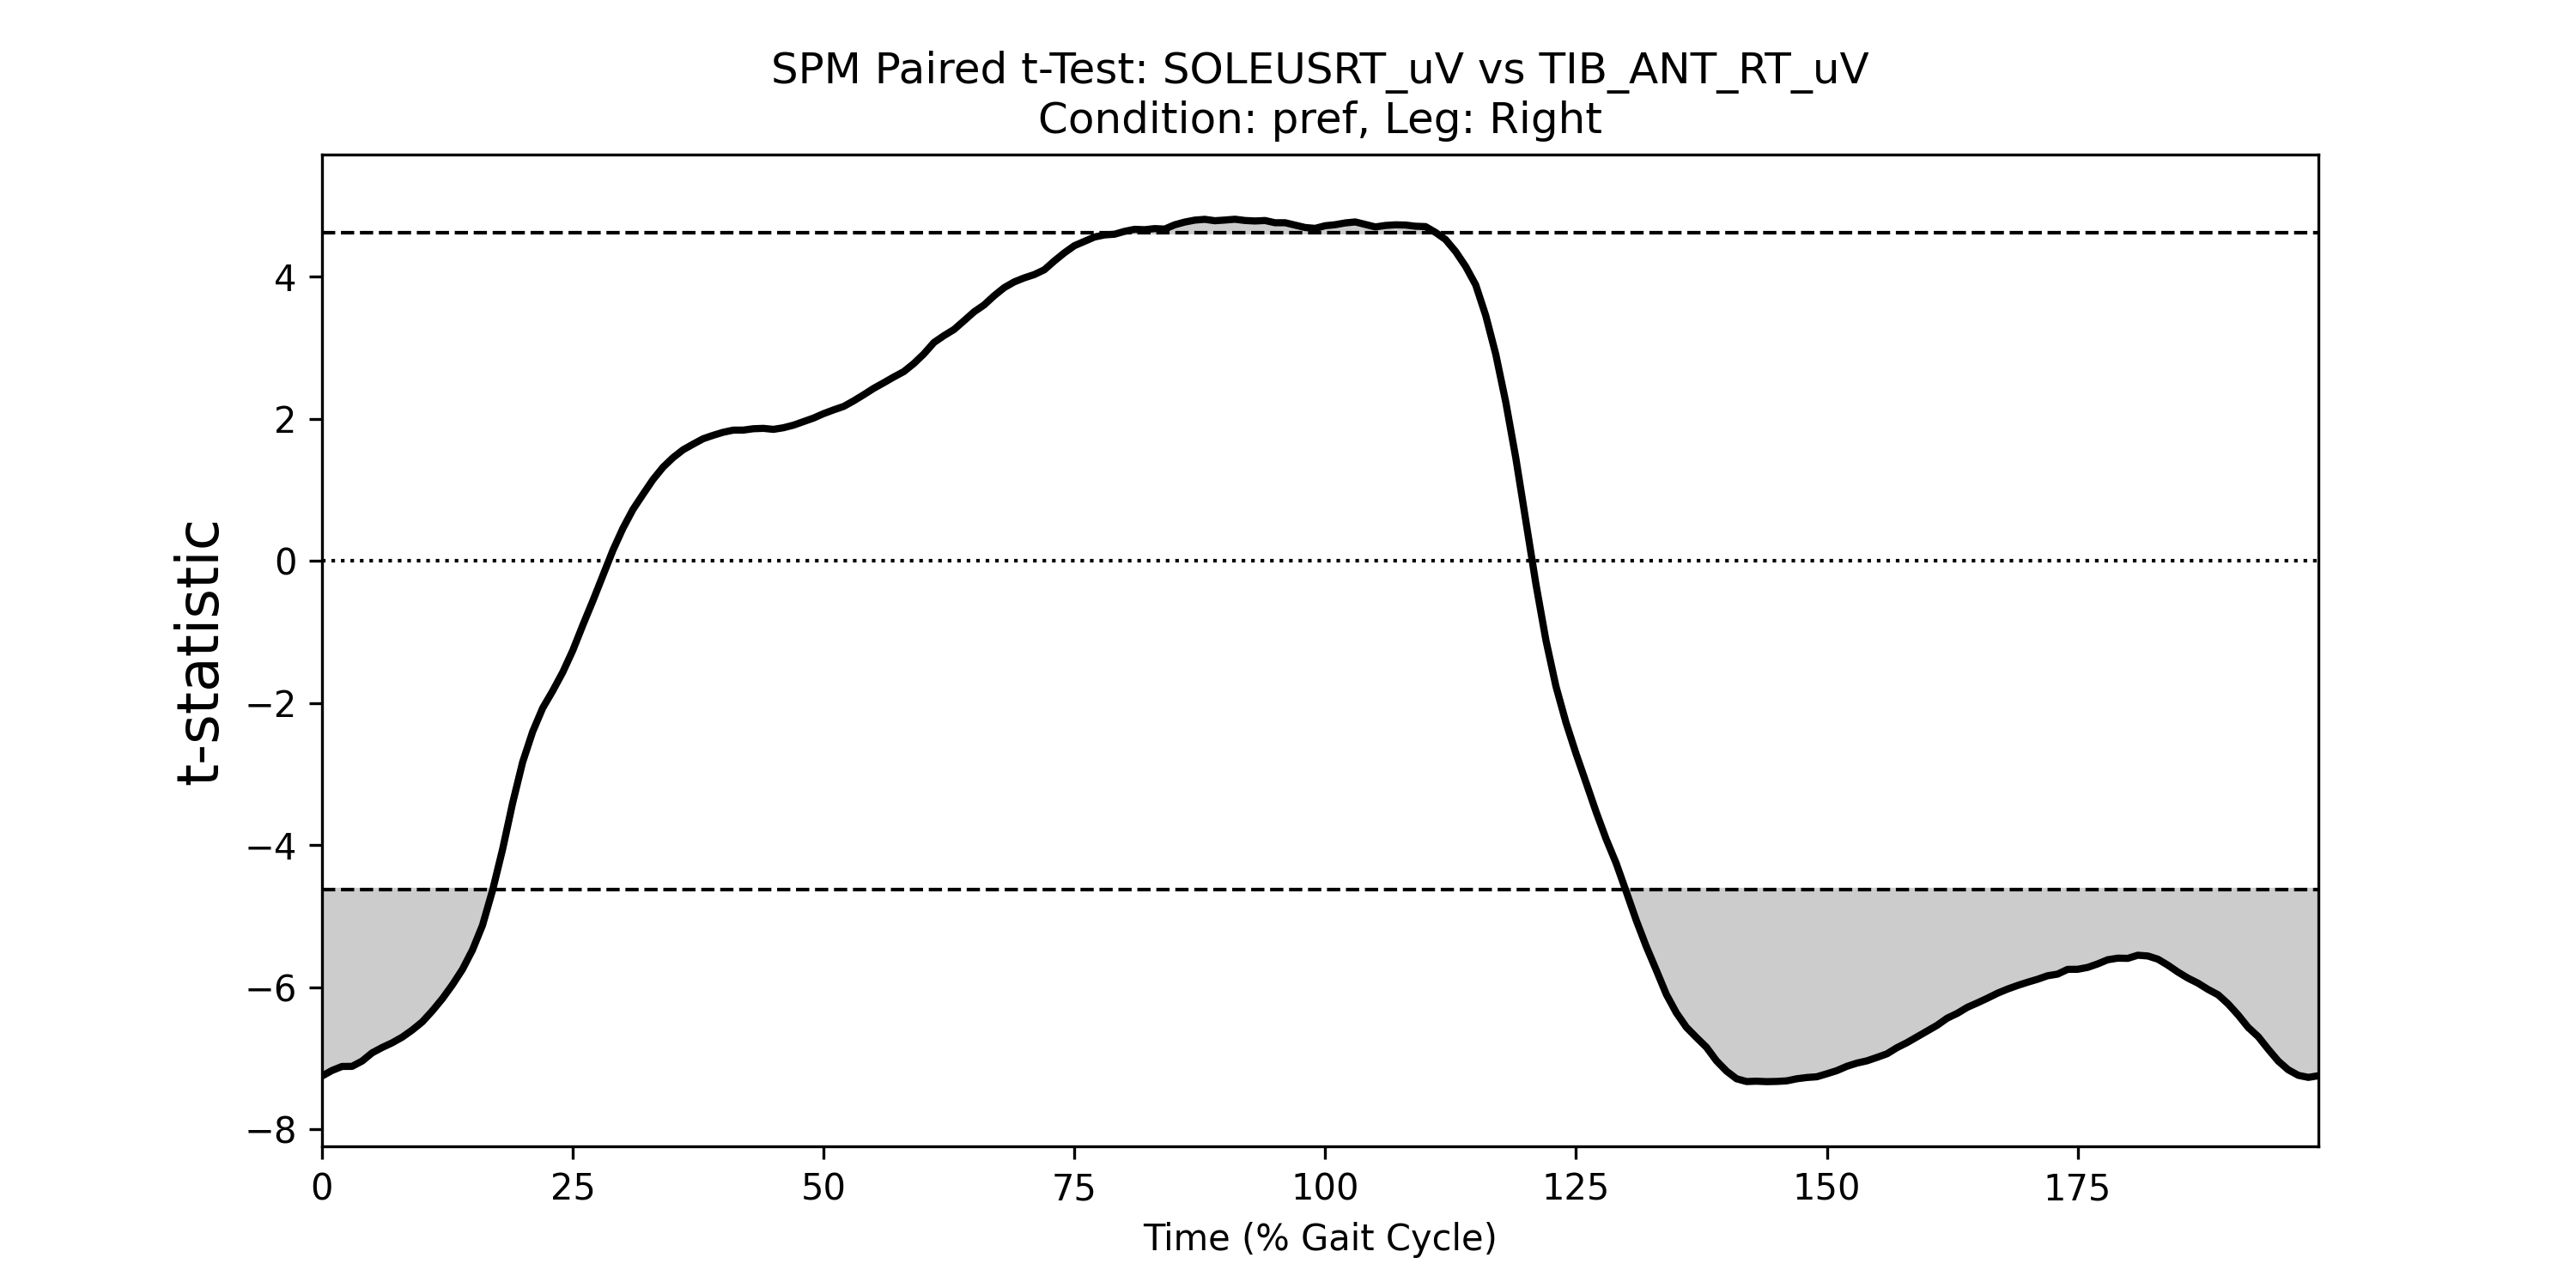 SPM Paired t-Test: SOLEUSRT_uV vs TIB_ANT_RT_uV
Condition: pref, Leg: Right
t-statistic
4
2
0
−2
−4
−6
−8
0 25 50 75 100 125 150 175
Time (% Gait Cycle)